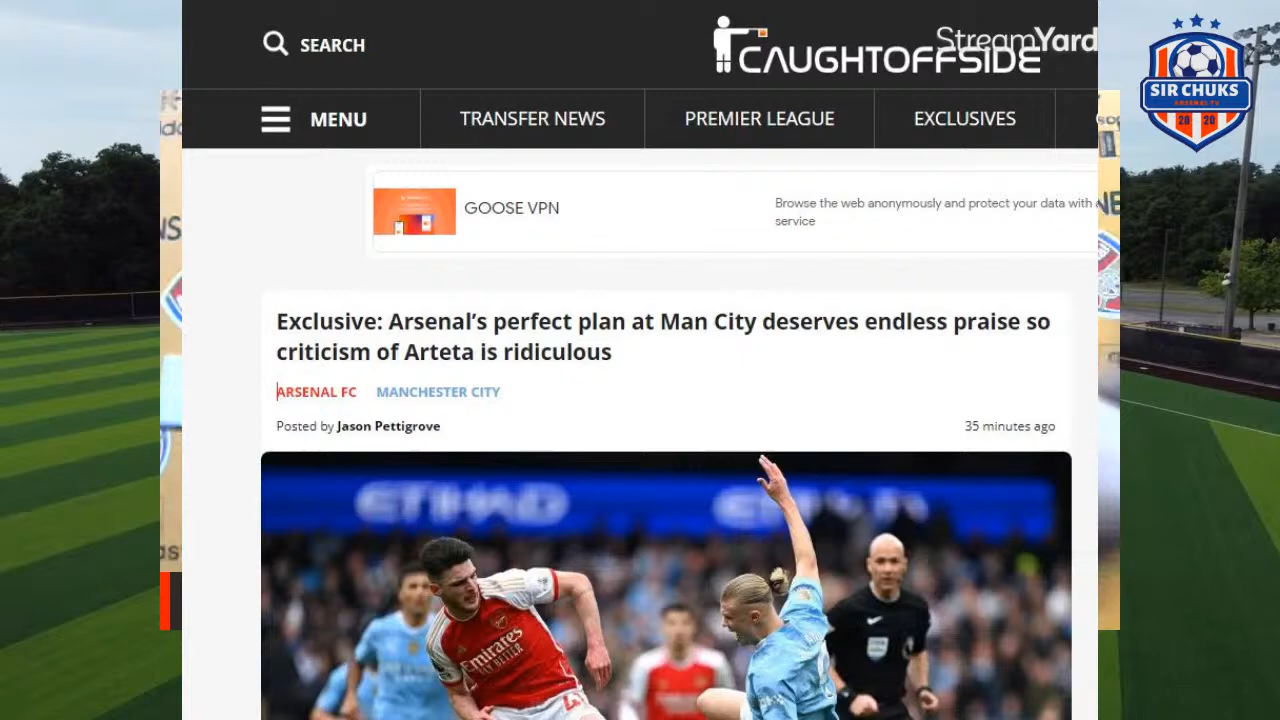 SEARCH
CAUGHTOFFSIDE
StreamYard
SIR CHUKS
ARSENAL TV
20 20
MENU
TRANSFER NEWS
PREMIER LEAGUE
EXCLUSIVES
GOOSE VPN
Browse the web anonymously and protect your data with
service
Exclusive: Arsenal’s perfect plan at Man City deserves endless praise so
criticism of Arteta is ridiculous
ARSENAL FC MANCHESTER CITY
Posted by Jason Pettigrove
35 minutes ago
ETIHAD
Emirates
FLY BETTER